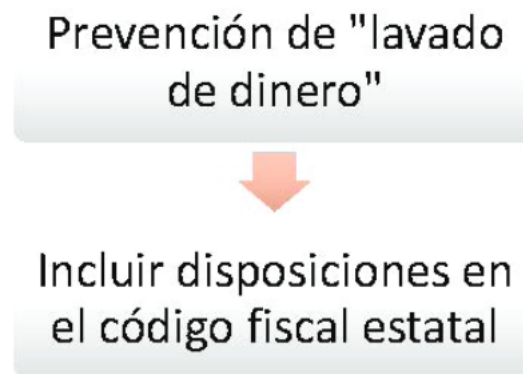 Prevención de "lavado
de dinero"
Incluir disposiciones en
el código fiscal estatal